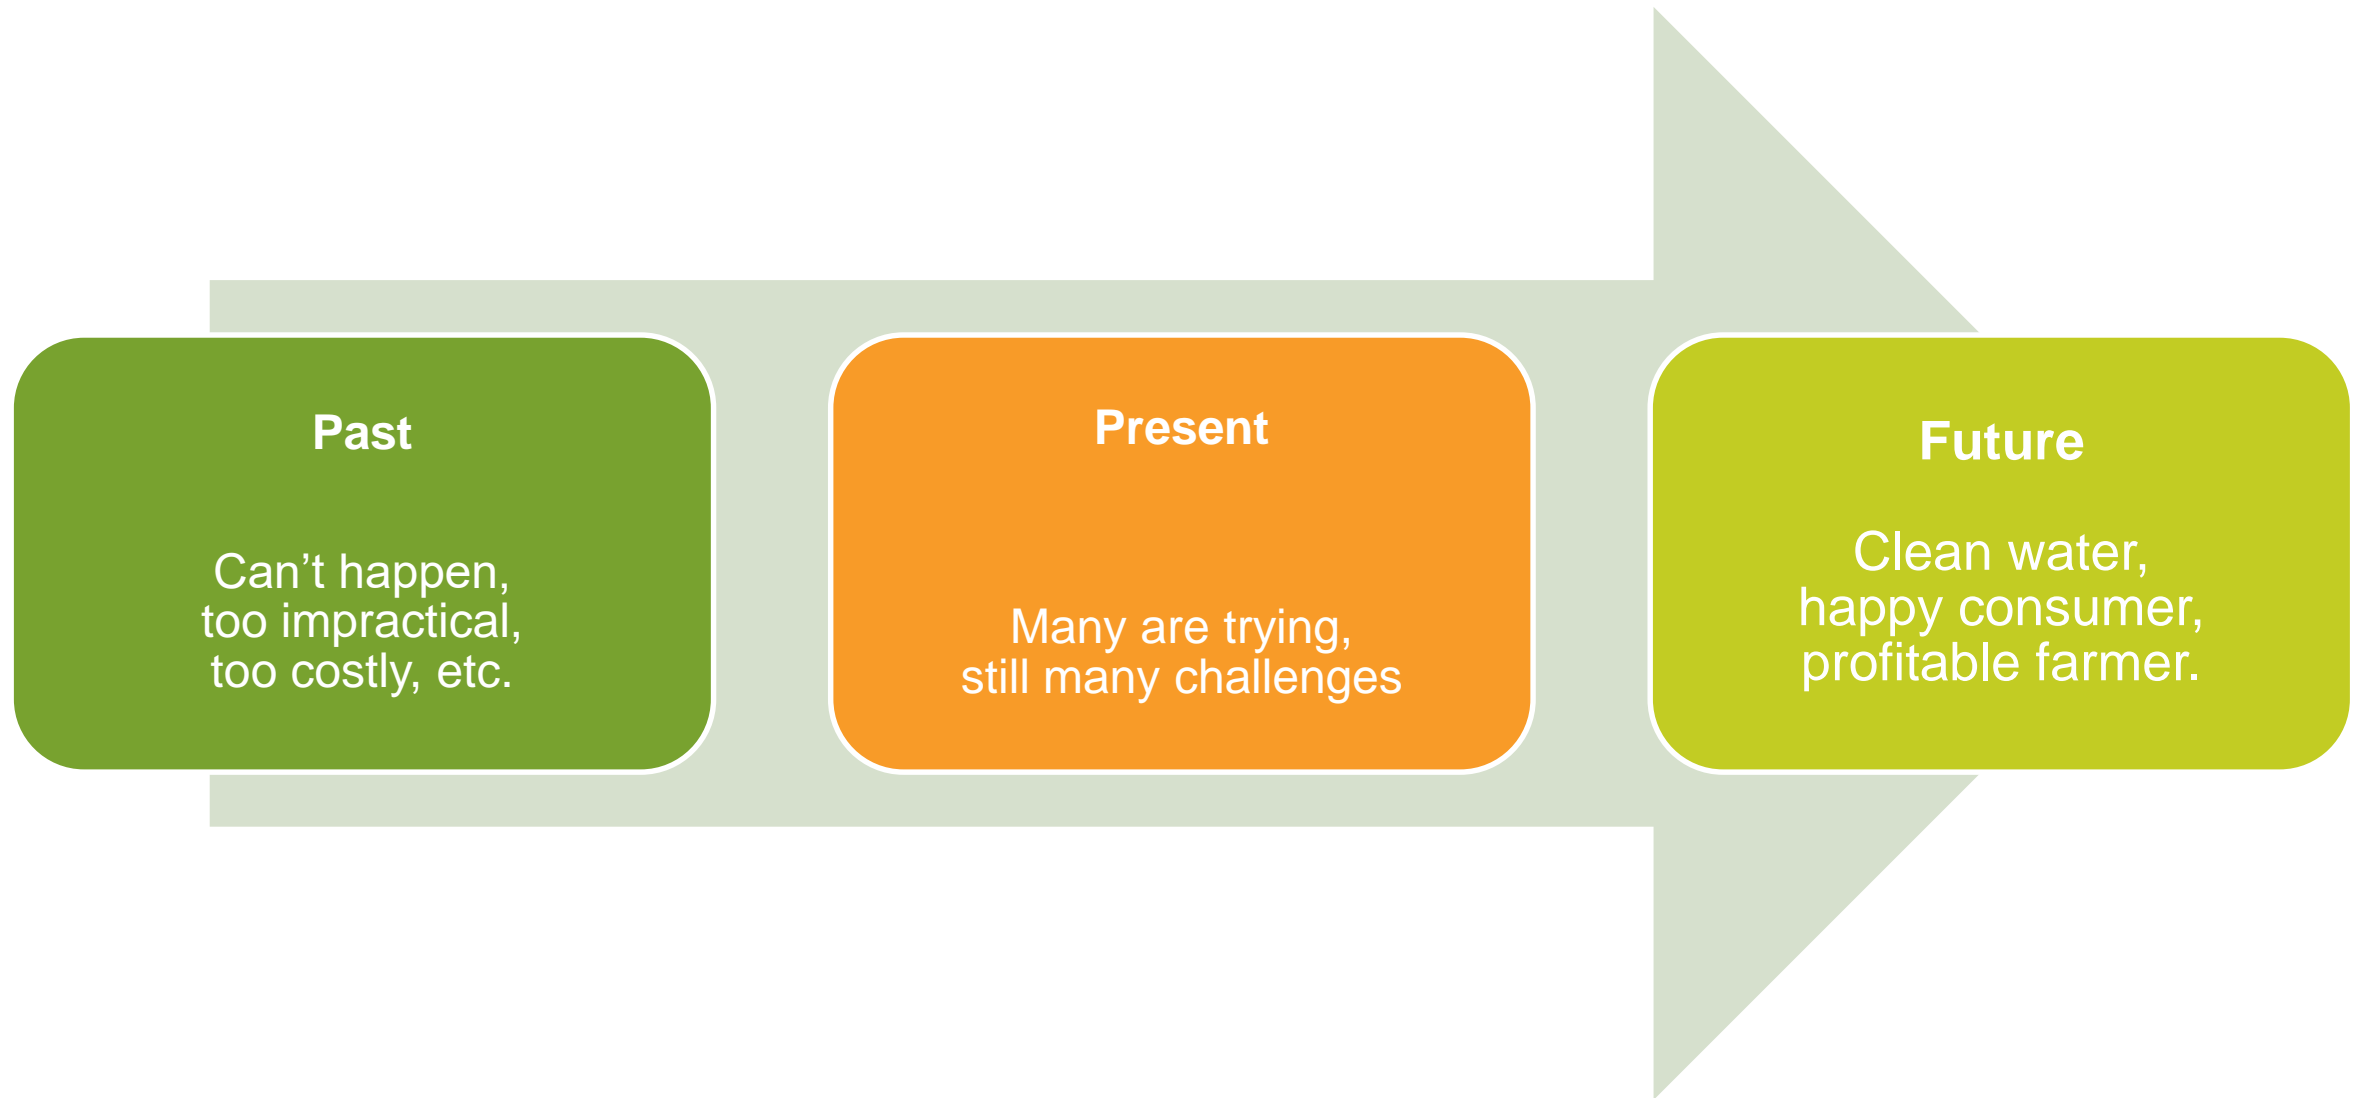 Past
Can’t happen,
too impractical,
too costly, etc.
Present
Many are trying,
still many challenges
Future
Clean water,
happy consumer,
profitable farmer.